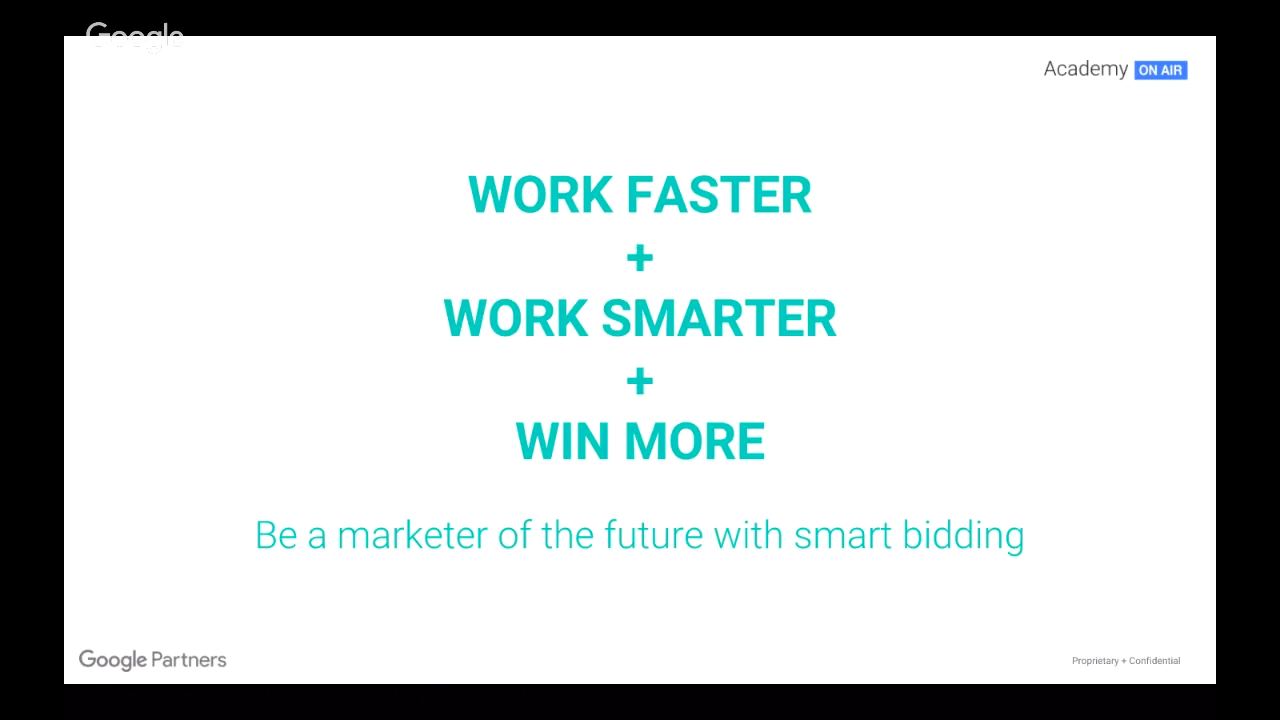 Google
Academy ON AIR
WORK FASTER
+
WORK SMARTER
+
WIN MORE
Be a marketer of the future with smart bidding
Google Partners
Proprietary + Confidential